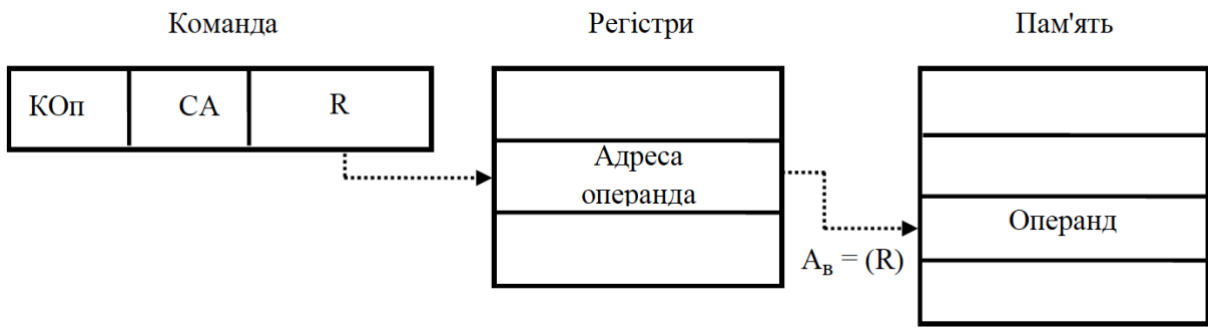 Команда
Регістри
Пам'ять
КОп
СА
R
Адреса
операнда
Операнд
Aв = (R)